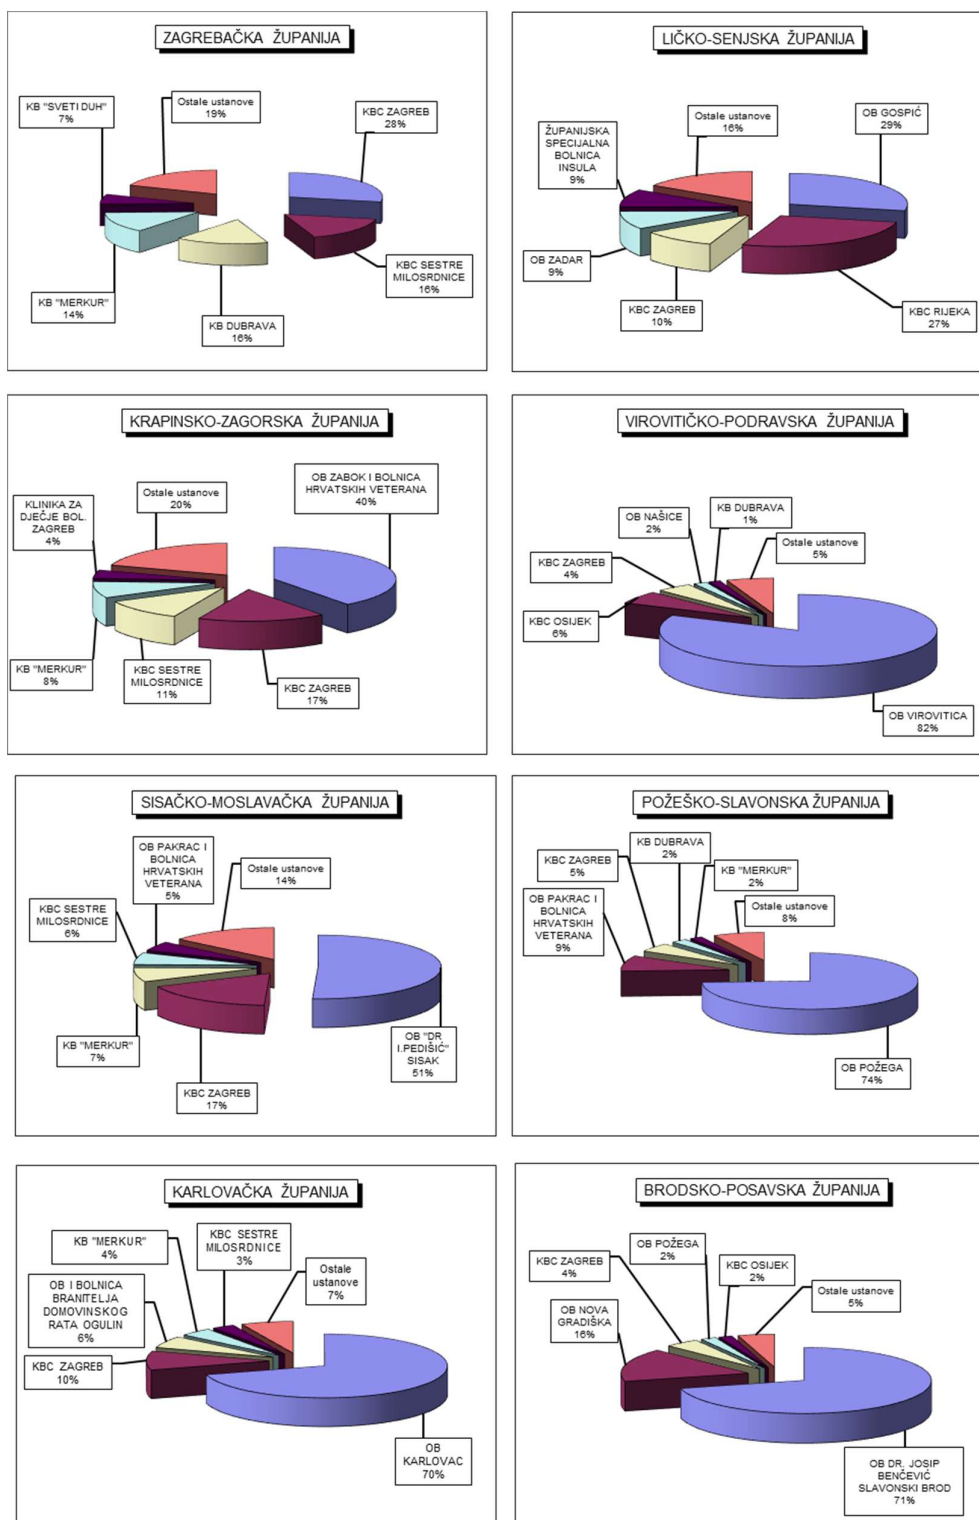 ZAGREBAČKA ŽUPANIJA
KB "SVETI DUH"
7%
Ostale ustanove
19%
KBC ZAGREB
28%
KB "MERKUR"
14%
KB DUBRAVA
16%
KBC SESTRE
MILOSRDNICE
16%
LIČKO-SENJSKA ŽUPANIJA
ŽUPANIJSKA
SPECIJALNA
BOLNICA
INSULA
9%
Ostale ustanove
16%
OB GOSPIĆ
29%
OB ZADAR
9%
KBC ZAGREB
10%
KBC RIJEKA
27%
KRAPINSKO-ZAGORSKA ŽUPANIJA
KLINIKA ZA
DJEČJE BOL.
ZAGREB
4%
Ostale ustanove
20%
OB ZABOK I BOLNICA
HRVATSKIH VETERANA
40%
KB "MERKUR"
8%
KBC SESTRE
MILOSRDNICE
11%
KBC ZAGREB
17%
VIROVITIČKO-PODRAVSKA ŽUPANIJA
KBC OSIJEK
6%
KBC ZAGREB
4%
OB NAŠICE
2%
KB DUBRAVA
1%
Ostale ustanove
5%
OB VIROVITICA
82%
SISAČKO-MOSLAVAČKA ŽUPANIJA
KBC SESTRE
MILOSRDNICE
6%
OB PAKRAC I
BOLNICA
HRVATSKIH
VETERANA
5%
Ostale ustanove
14%
KB "MERKUR"
7%
KBC ZAGREB
17%
OB "DR
I.PEDIŠIĆ"
SISAK
51%
POŽEŠKO-SLAVONSKA ŽUPANIJA
OB PAKRAC I
BOLNICA
HRVATSKIH
VETERANA
9%
KBC ZAGREB
5%
KB DUBRAVA
2%
KB "MERKUR"
2%
Ostale ustanove
8%
OB POŽEGA
74%
KARLOVAČKA ŽUPANIJA
KBC ZAGREB
10%
OB I BOLNICA
BRANITELJA
DOMOVINSKOG
RATA OGULIN
6%
KB "MERKUR"
4%
KBC SESTRE
MILOSRDNICE
3%
Ostale
ustanove
7%
OB
KARLOVAC
70%
BRODSKO-POSAVSKA ŽUPANIJA
OB NOVA
GRADIŠKA
16%
KBC ZAGREB
4%
OB POŽEGA
2%
KBC OSIJEK
2%
Ostale ustanove
5%
OB DR. JOSIP
BENČEVIĆ
SLAVONSKI BROD
71%